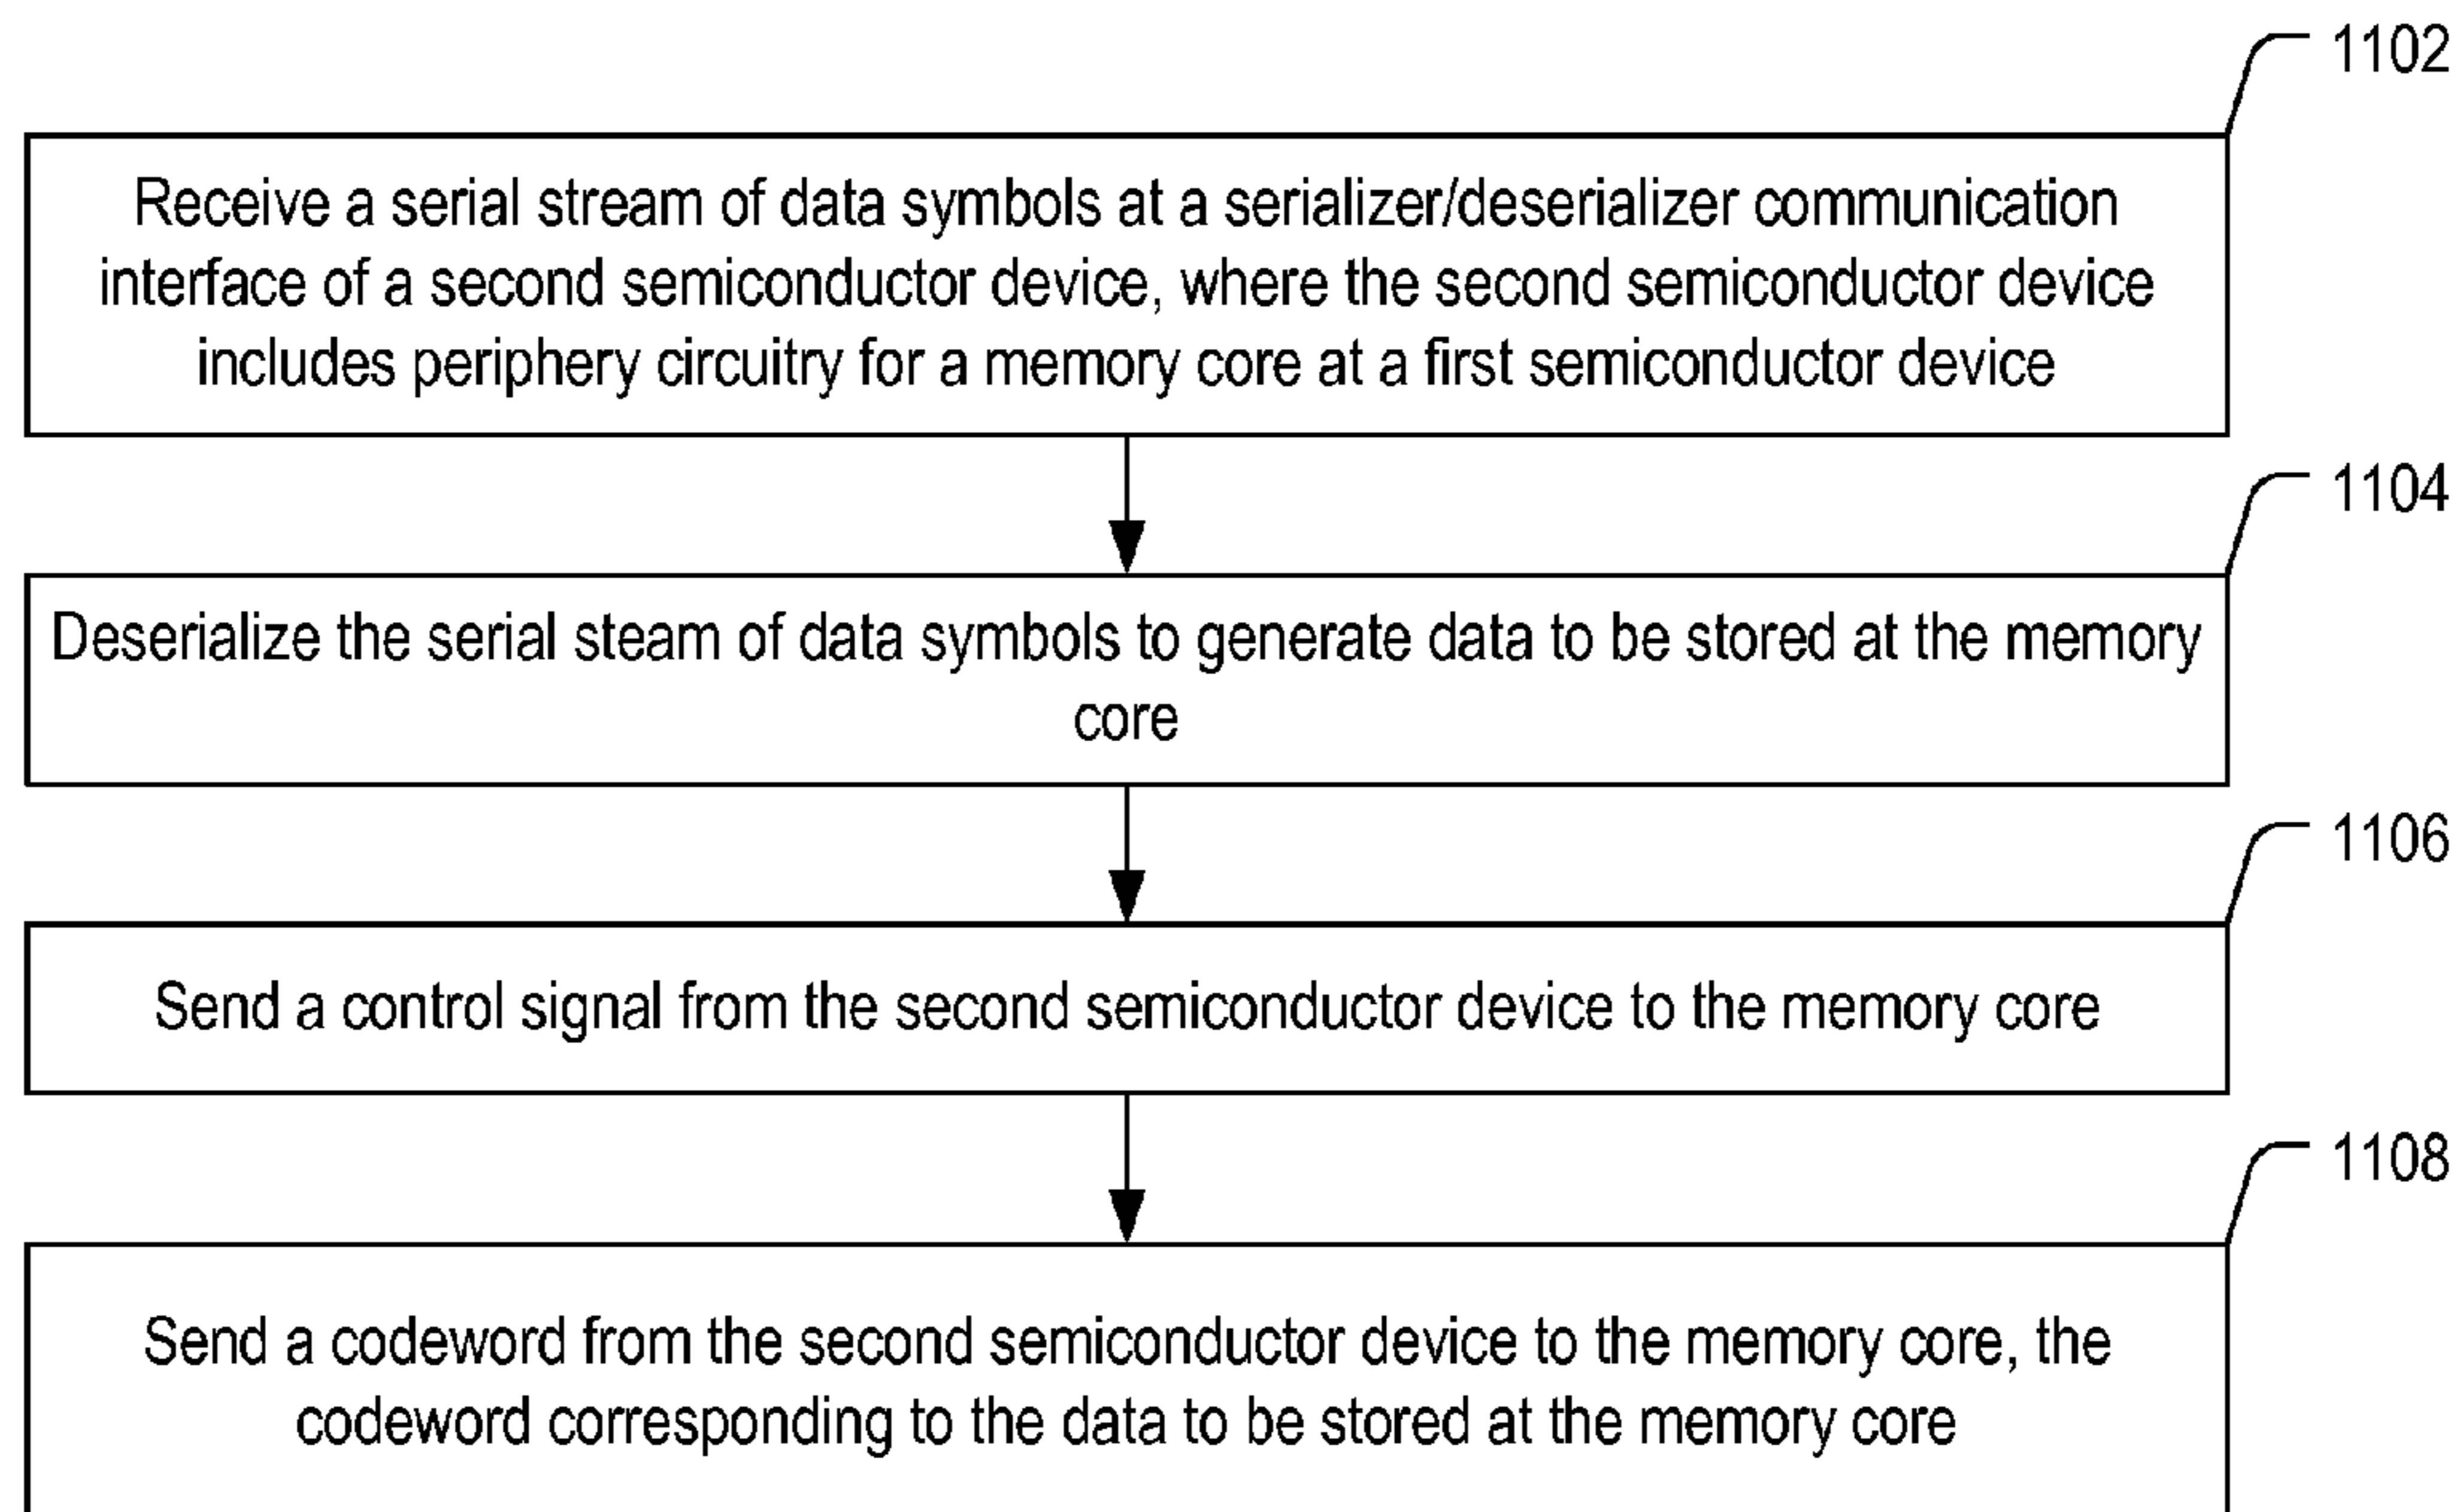 1102
Receive a serial stream of data symbols at a serializer/deserializer communication
interface of a second semiconductor device, where the second semiconductor device
includes periphery circuitry for a memory core at a first semiconductor device
1104
Deserialize the serial steam of data symbols to generate data to be stored at the memory
core
1106
Send a control signal from the second semiconductor device to the memory core
1108
Send a codeword from the second semiconductor device to the memory core, the
codeword corresponding to the data to be stored at the memory core